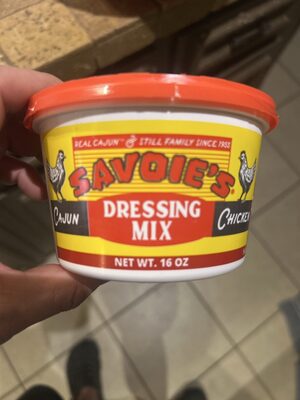 REAL CAJUN & STILL FAMILY SINCE 1955
SAVOIE'S
CAJUN
DRESSING
MIX
CHICKEN
NET WT. 16 OZ